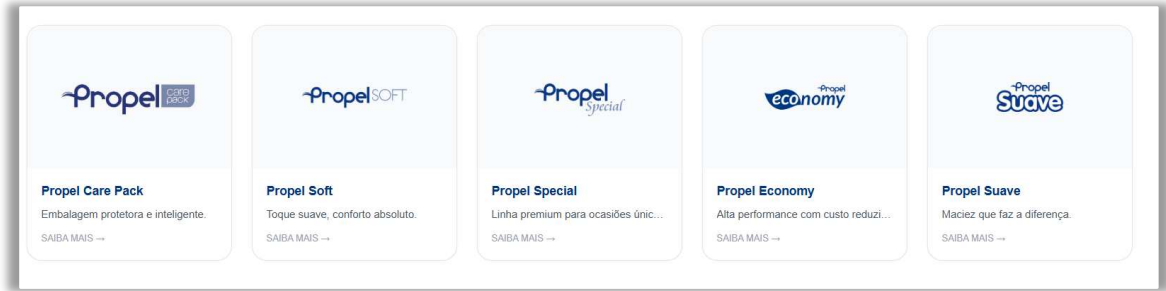 Propel care pack
Propel SOFT
Propel Special
Propel economy
Propel Suave
Propel Care Pack
Embalagem protetora e inteligente.
SAIBA MAIS →
Propel Soft
Toque suave, conforto absoluto.
SAIBA MAIS →
Propel Special
Linha premium para ocasiões únic...
SAIBA MAIS →
Propel Economy
Alta performance com custo reduzi...
SAIBA MAIS →
Propel Suave
Maciez que faz a diferença.
SAIBA MAIS →